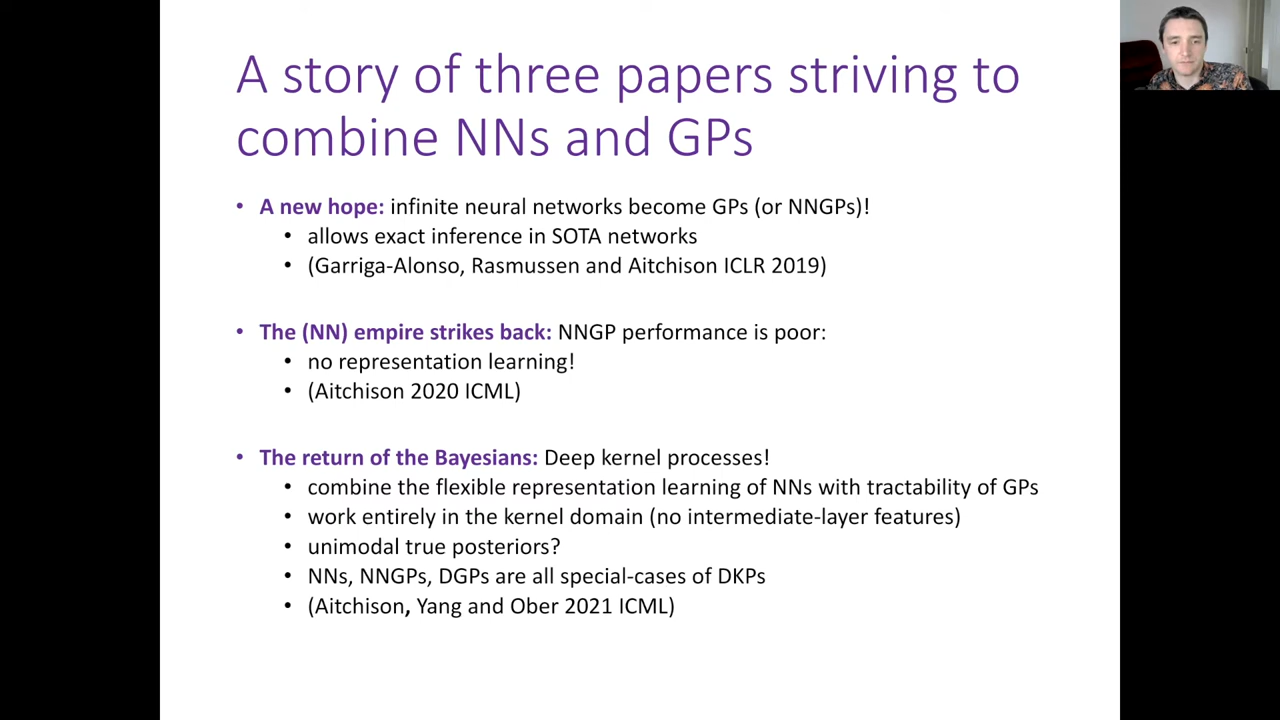 A story of three papers striving to
combine NNs and GPs
• A new hope: infinite neural networks become GPs (or NNGPs)!
• allows exact inference in SOTA networks
• (Garriga-Alonso, Rasmussen and Aitchison ICLR 2019)
• The (NN) empire strikes back: NNGP performance is poor:
• no representation learning!
• (Aitchison 2020 ICML)
• The return of the Bayesians: Deep kernel processes!
• combine the flexible representation learning of NNs with tractability of GPs
• work entirely in the kernel domain (no intermediate-layer features)
• unimodal true posteriors?
• NNs, NNGPs, DGPs are all special-cases of DKPs
• (Aitchison, Yang and Ober 2021 ICML)